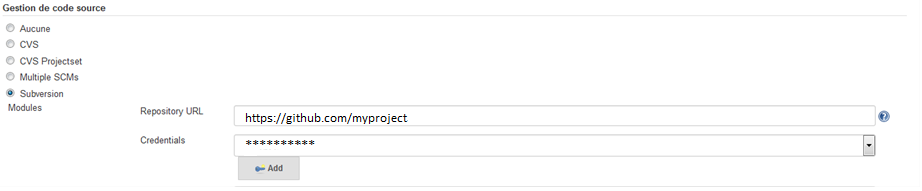 Gestion de code source
Aucune
CVS
CVS Projectset
Multiple SCMs
Subversion
Modules
Repository URL https://github.com/myproject
Credentials **********
Add